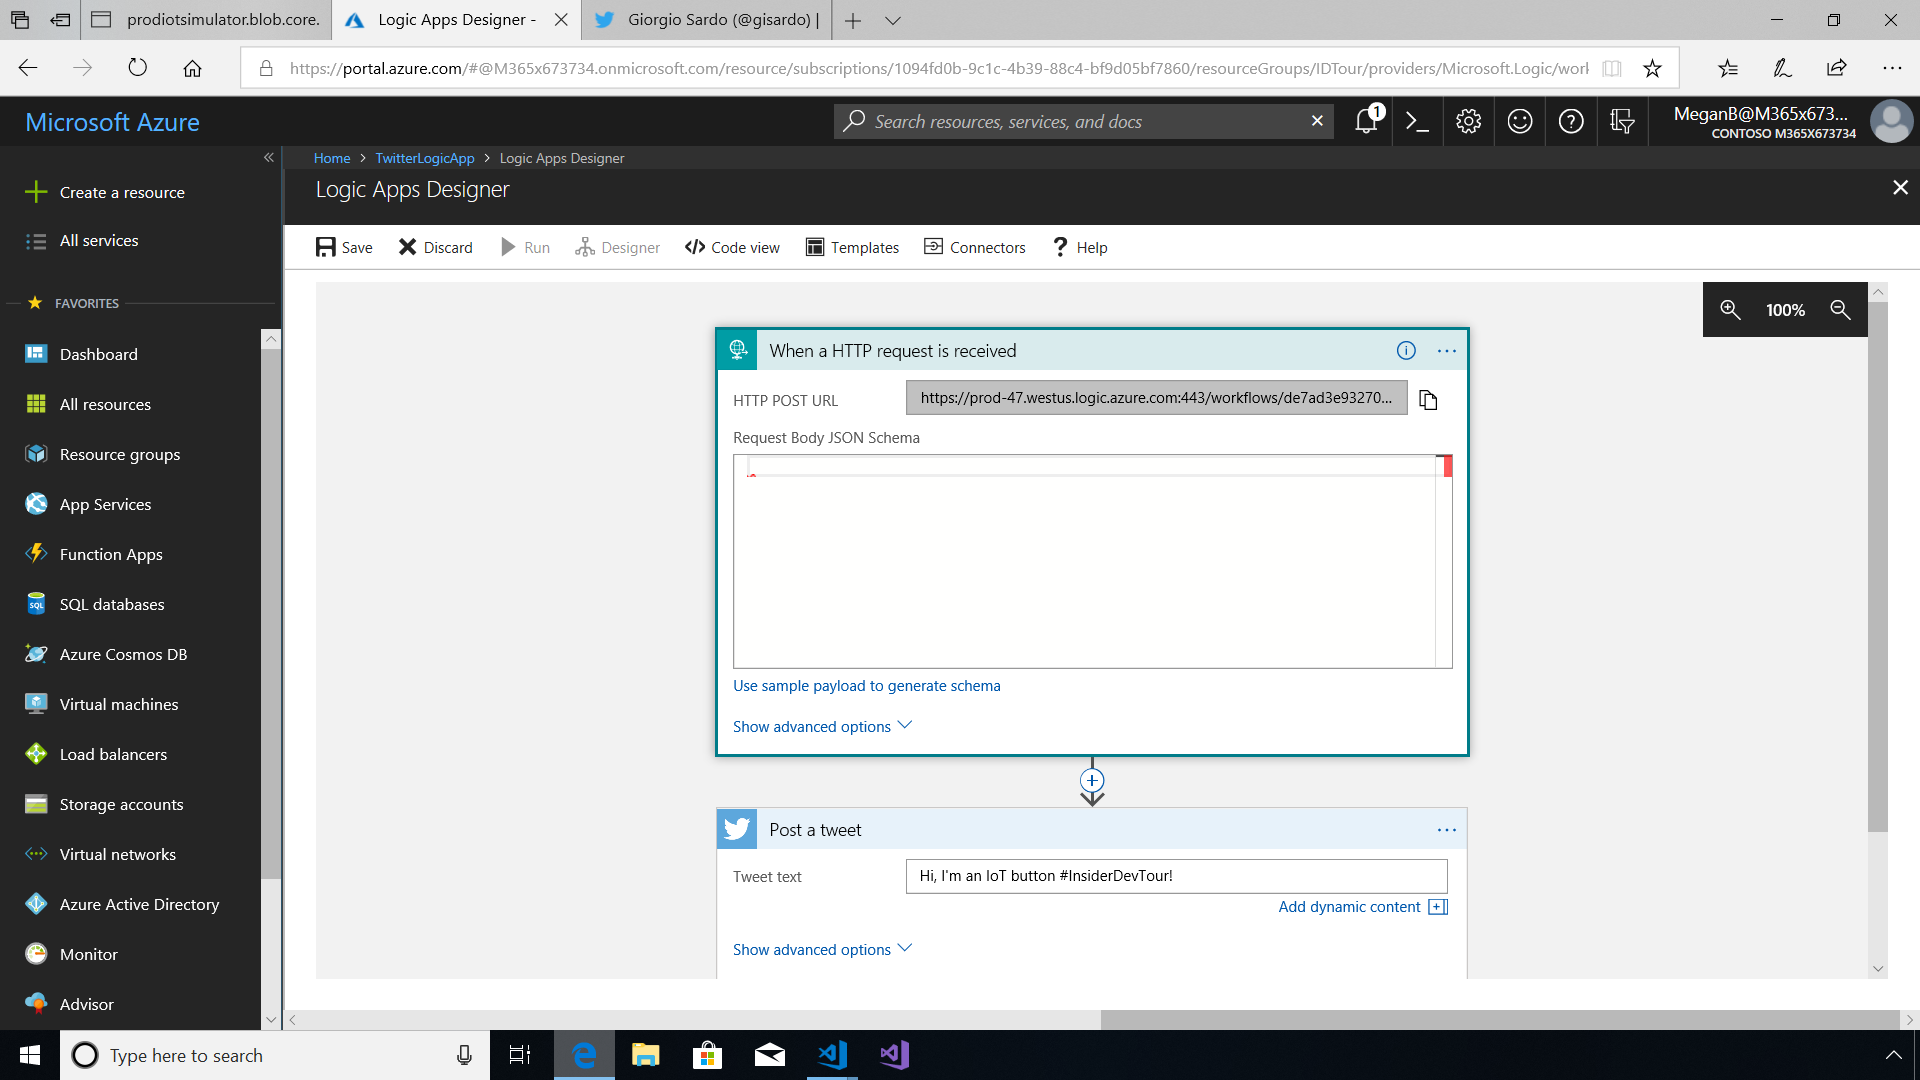 prodiotsimulator.blob.core.
Logic Apps Designer -
Giorgio Sardo (@gisardo) |
https://portal.azure.com/#@M365x673734.onmicrosoft.com/resource/subscriptions/1094fd0b-9c1c-4b39-88c4-bf9d05bf7860/resourceGroups/IDTour/providers/Microsoft.Logic/work
Microsoft Azure
Search resources, services, and docs
1
MeganB@M365x673...
CONTOSO M365X673734
Home > TwitterLogicApp > Logic Apps Designer
Logic Apps Designer
Create a resource
All services
FAVORITES
Dashboard
All resources
Resource groups
App Services
Function Apps
SQL
SQL databases
Azure Cosmos DB
Virtual machines
Load balancers
Storage accounts
Virtual networks
Azure Active Directory
Monitor
Advisor
Save
Discard
Run
Designer
Code view
Templates
Connectors
Help
100%
When a HTTP request is received
HTTP POST URL
https://prod-47.westus.logic.azure.com:443/workflows/de7ad3e93270...
Request Body JSON Schema
Use sample payload to generate schema
Show advanced options
Post a tweet
Tweet text
Hi, I'm an IoT button #InsiderDevTour!
Add dynamic content
Show advanced options
Type here to search